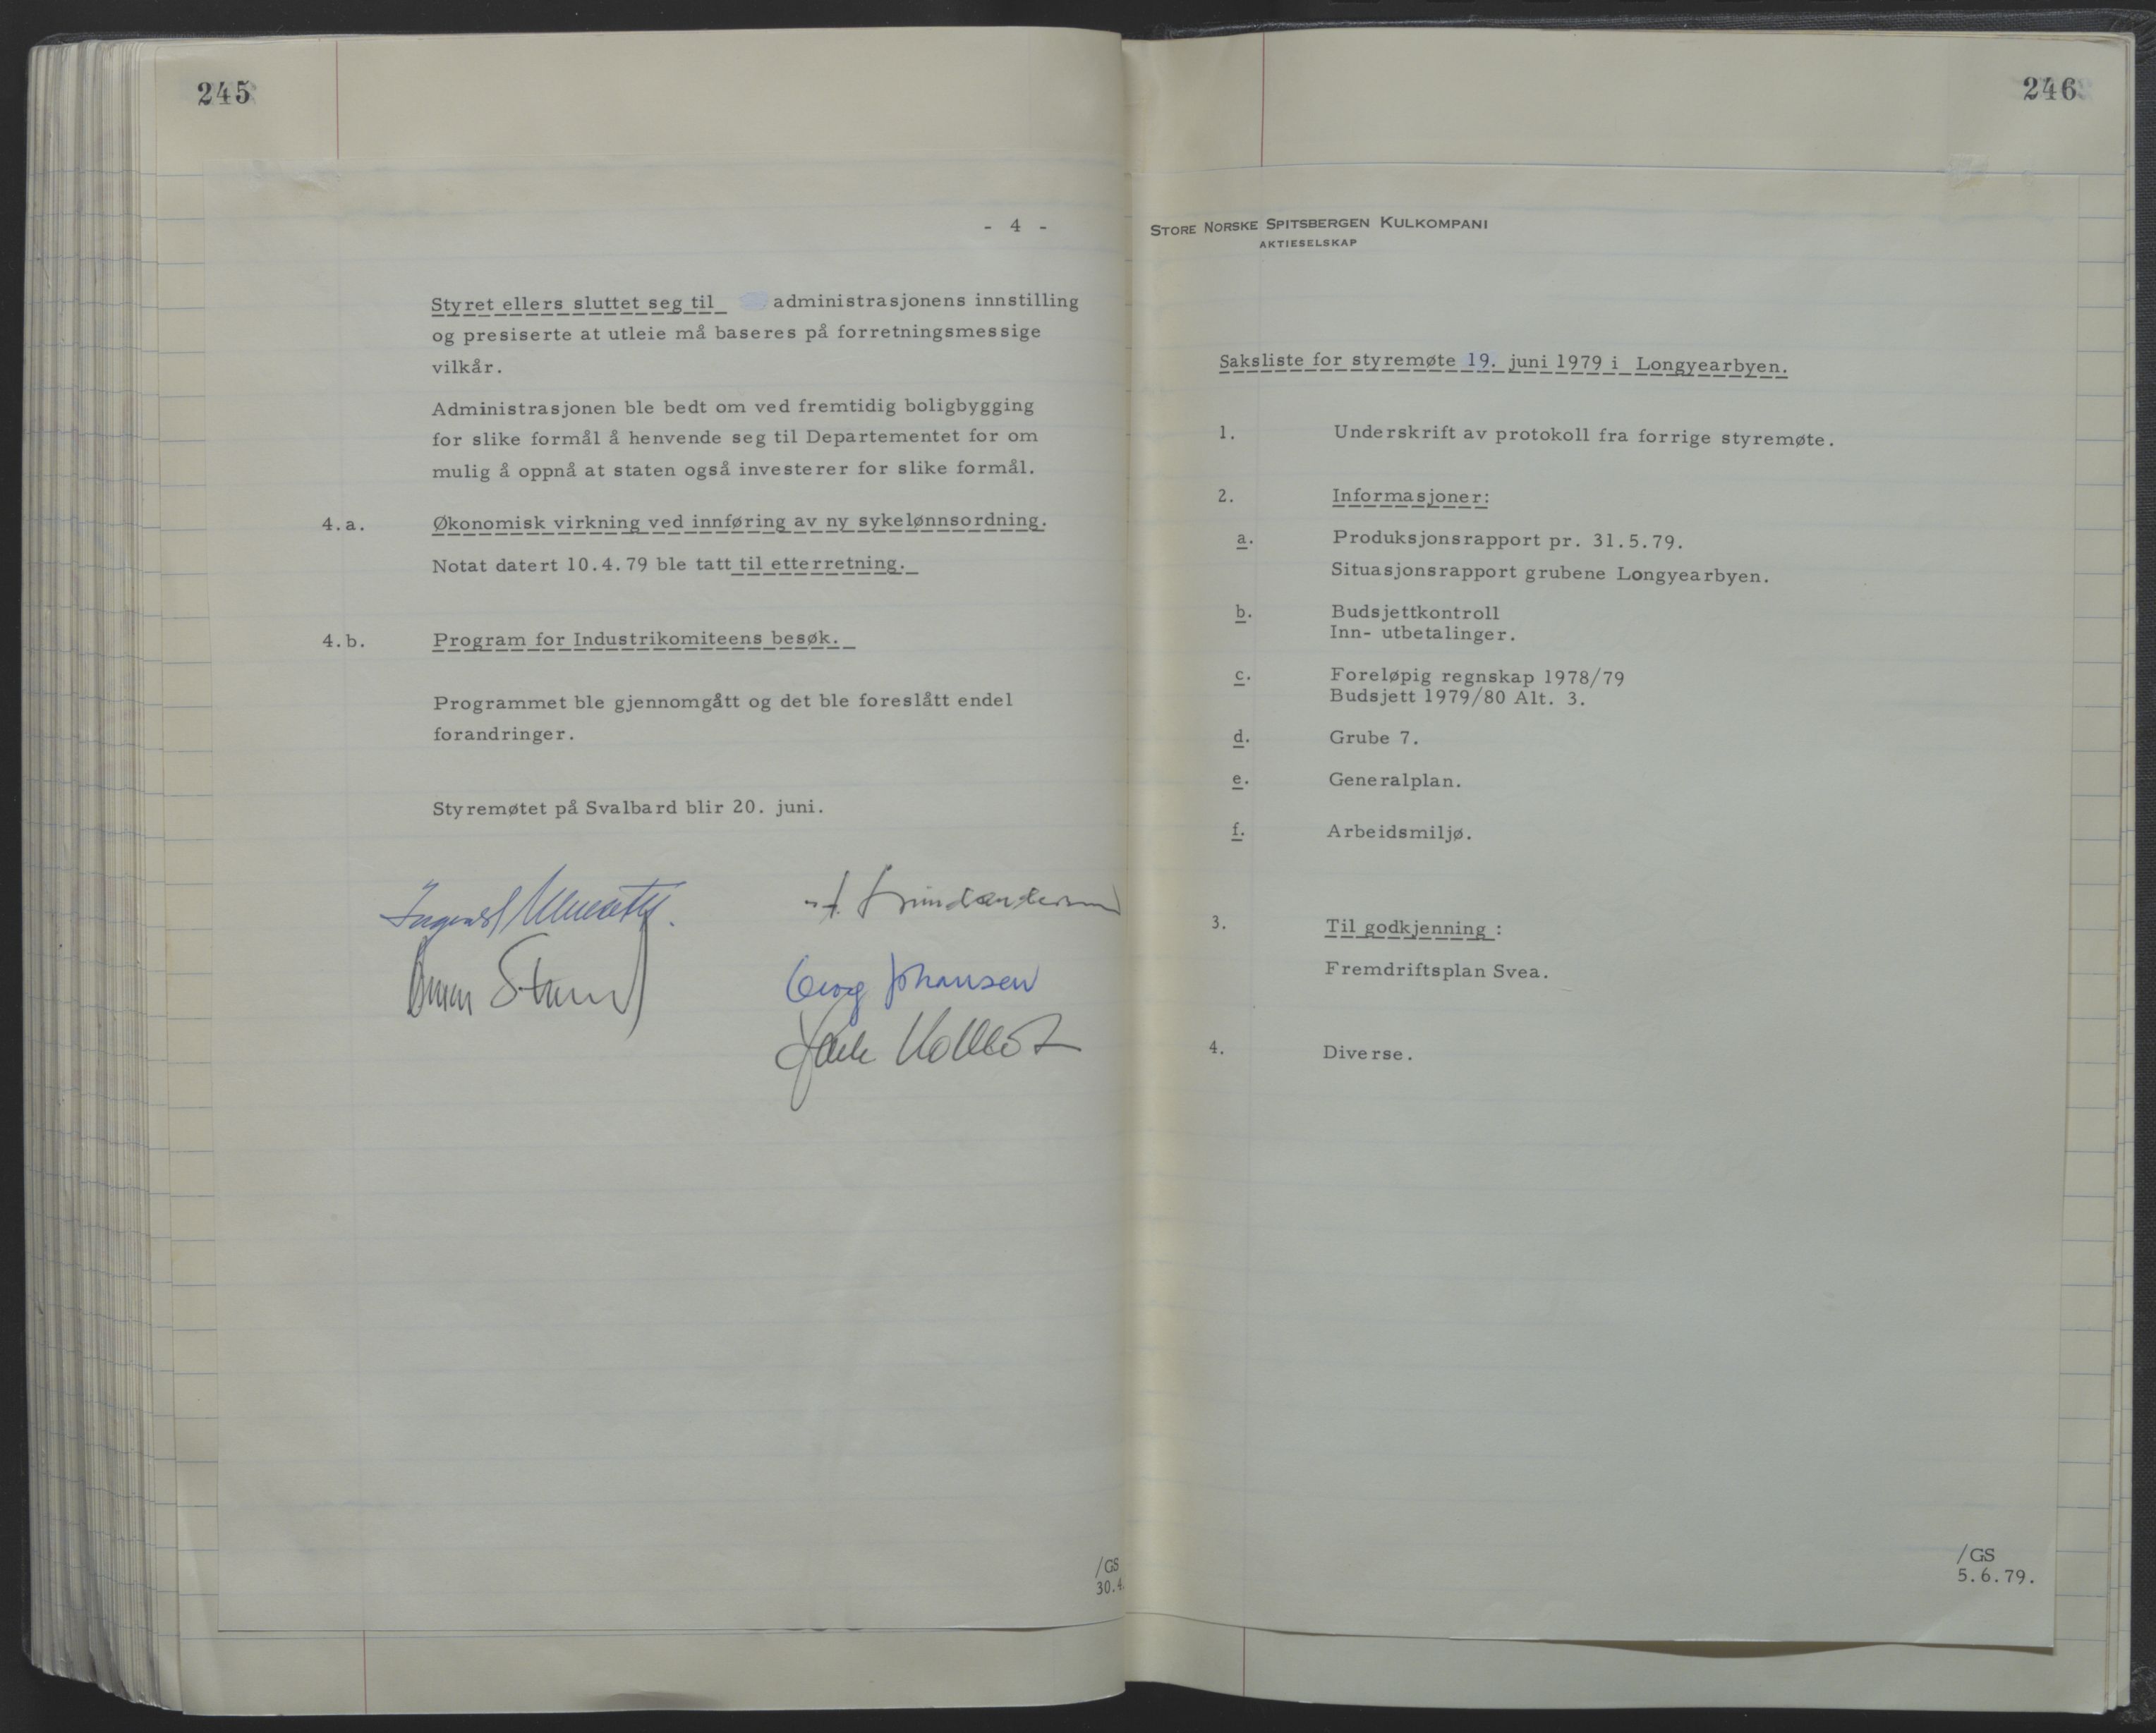 245
- 4 -
Styret ellers sluttet seg til administrasjonens innstilling
og presiserte at utleie må baseres på forretningsmessige
vilkår.
Administrasjonen ble bedt om ved fremtidig boligbygging
for slike formål å henvende seg til Departementet for om
mulig å oppnå at staten også investerer for slike formål.
4.a. Økonomisk virkning ved innføring av ny sykelønnsordning.
Notat datert 10.4.79 ble tatt til etterretning.
4.b. Program for Industrikomiteens besøk.
Programmet ble gjennomgått og det ble foreslått endel
forandringer.
Styremøtet på Svalbard blir 20. juni.
Georg Johansen
/GS
30.4.
246
STORE NORSKE SPITSBERGEN KULKOMPANI
AKTIESELSKAP
Saksliste for styremøte 19. juni 1979 i Longyearbyen.
1. Underskrift av protokoll fra forrige styremøte.
2. Informasjoner:
a. Produksjonsrapport pr. 31.5.79.
Situasjonsrapport grubene Longyearbyen.
b. Budsjettkontroll
Inn- utbetalinger.
c. Foreløpig regnskap 1978/79
Budsjett 1979/80 Alt. 3.
d. Grube 7.
e. Generalplan.
f. Arbeidsmiljø.
3. Til godkjenning :
Fremdriftsplan Svea.
4. Diverse.
/GS
5.6.79.